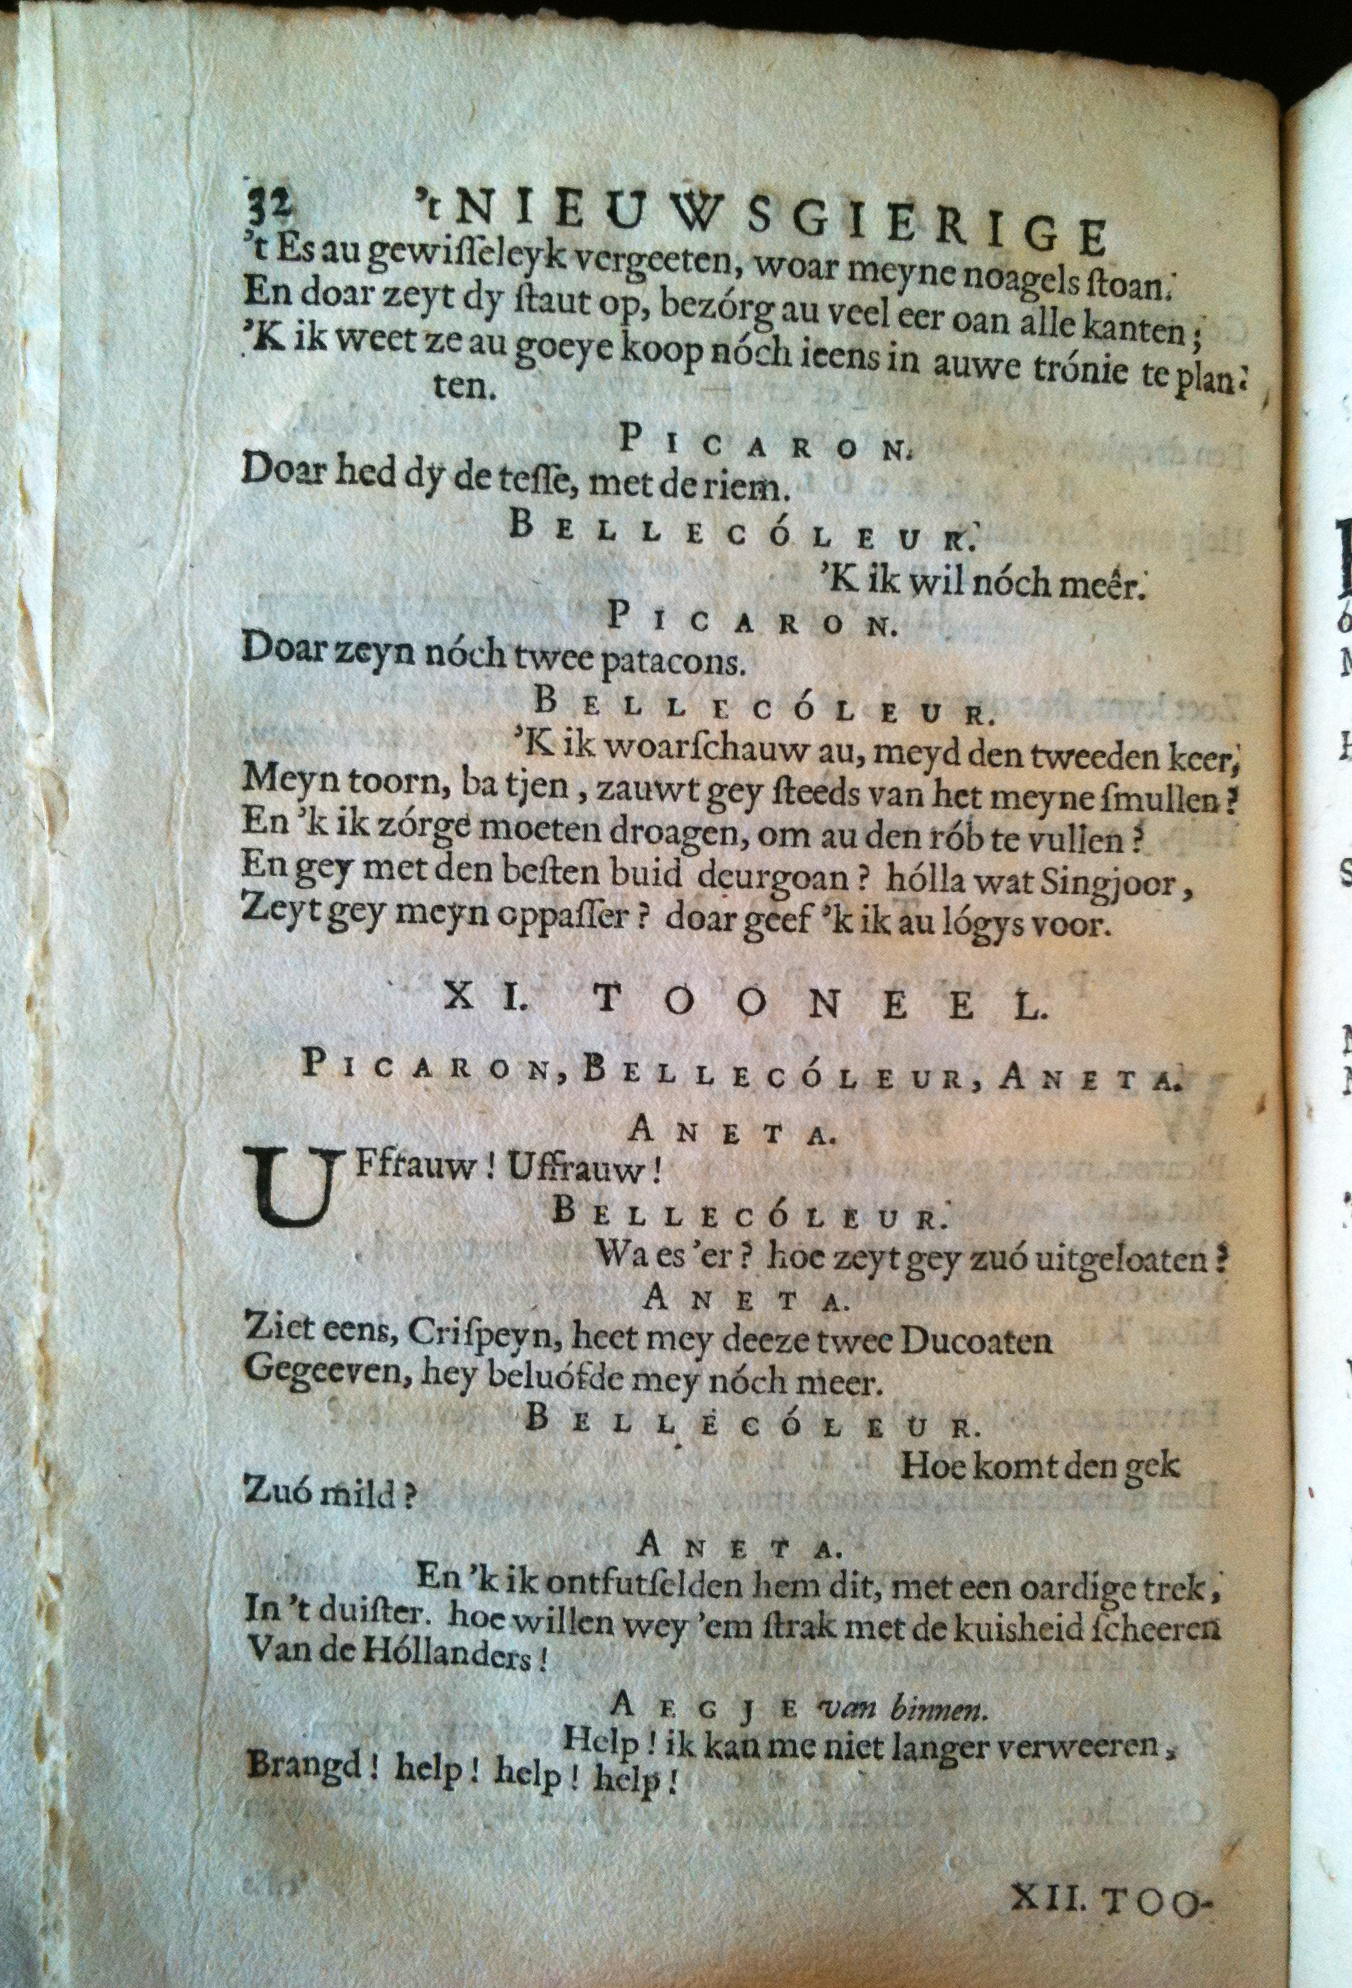 32 't NIEUWSGIERIGE
't Es au gewiſſeleyk vergeeten, woar meyne noagels ſtoan.
En doar zeyt dy ſtaut op, bezórg au veel eer oan alle kanten;
'K ik weet ze au goeye koop nóch ieens in auwe trónie te plan-
ten.
PICARON.
Doar hed dy de teſſe, met de riem.
BELLECÓLEUR.
'K ik wil nóch meêr.
PICARON.
Doar zeyn nóch twee patacons.
BELLECÓLEUR.
'K ik woarſchauw au, meyd den tweeden keer,
Meyn toorn, ba tjen, zauwt gey ſteeds van het meyne ſmullen?
En 'k ik zórge moeten droagen, om au den rób te vullen?
En gey met den beſten buid deurgoan? hólla wat Singjoor,
Zeyt gey meyn oppaſſer? doar geef 'k ik au lógys voor.
XI. TOONEEL.
PICARON, BELLECÓLEUR, ANETA.
ANETA.
UFfrauw! Uffrauw!
BELLECÓLEUR.
Wa es 'er? hoe zeyt gey zuó uitgeloaten?
ANETA.
Ziet eens, Criſpeyn, heet mey deeze twee Ducoaten
Gegeeven, hey beluófde mey nóch meer.
BELLECÓLEUR.
Hoe komt den gek
Zuó mild?
ANETA.
En 'k ik ontfutſelden hem dit, met een oardige trek,
In 't duiſter. hoe willen wey 'em ſtrak met de kuisheid ſcheeren
Van de Hóllanders!
AEGJE van binnen.
Help! ik kan me niet langer verweeren,
Brangd! help! help! help!
XII. TOO-